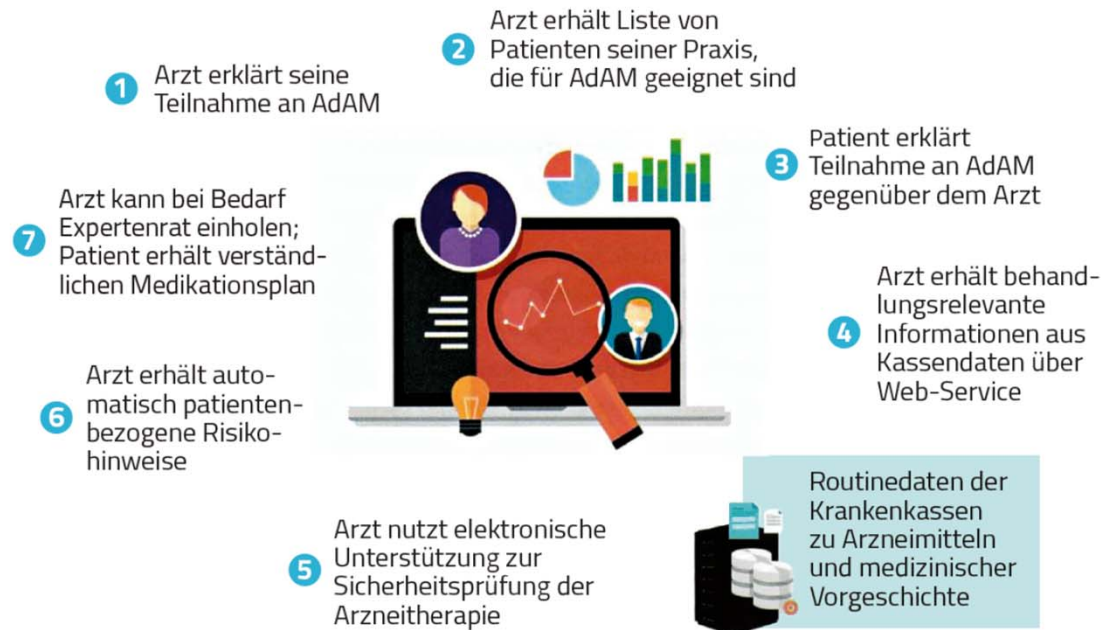 1 Arzt erklärt seine
Teilnahme an AdAM
2 Arzt erhält Liste von
Patienten seiner Praxis,
die für AdAM geeignet sind
3 Patient erklärt
Teilnahme an AdAM
gegenüber dem Arzt
4 Arzt erhält behand-
lungsrelevante
Informationen aus
Kassendaten über
Web-Service
Routinedaten der
Krankenkassen
zu Arzneimitteln
und medizinischer
Vorgeschichte
5 Arzt nutzt elektronische
Unterstützung zur
Sicherheitsprüfung der
Arzneitherapie
6 Arzt erhält auto-
matisch patienten-
bezogene Risiko-
hinweise
7 Arzt kann bei Bedarf
Expertenrat einholen;
Patient erhält verständ-
lichen Medikationsplan